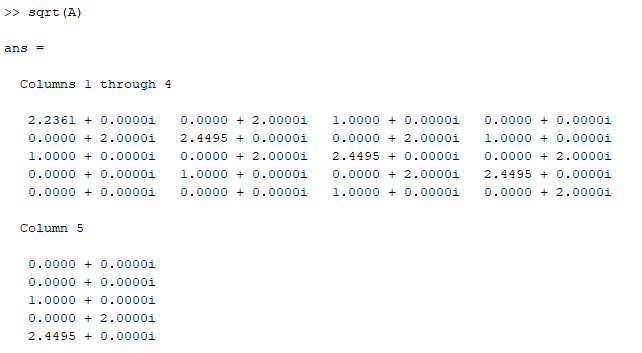 >> sqrt(A)
ans =
Columns 1 through 4
2.2361 + 0.0000i   0.0000 + 2.0000i   1.0000 + 0.0000i   0.0000 + 0.0000i
0.0000 + 2.0000i   2.4495 + 0.0000i   0.0000 + 2.0000i   1.0000 + 0.0000i
1.0000 + 0.0000i   0.0000 + 2.0000i   2.4495 + 0.0000i   0.0000 + 2.0000i
0.0000 + 0.0000i   1.0000 + 0.0000i   0.0000 + 2.0000i   2.4495 + 0.0000i
0.0000 + 0.0000i   0.0000 + 0.0000i   1.0000 + 0.0000i   0.0000 + 2.0000i
Column 5
0.0000 + 0.0000i
0.0000 + 0.0000i
1.0000 + 0.0000i
0.0000 + 2.0000i
2.4495 + 0.0000i